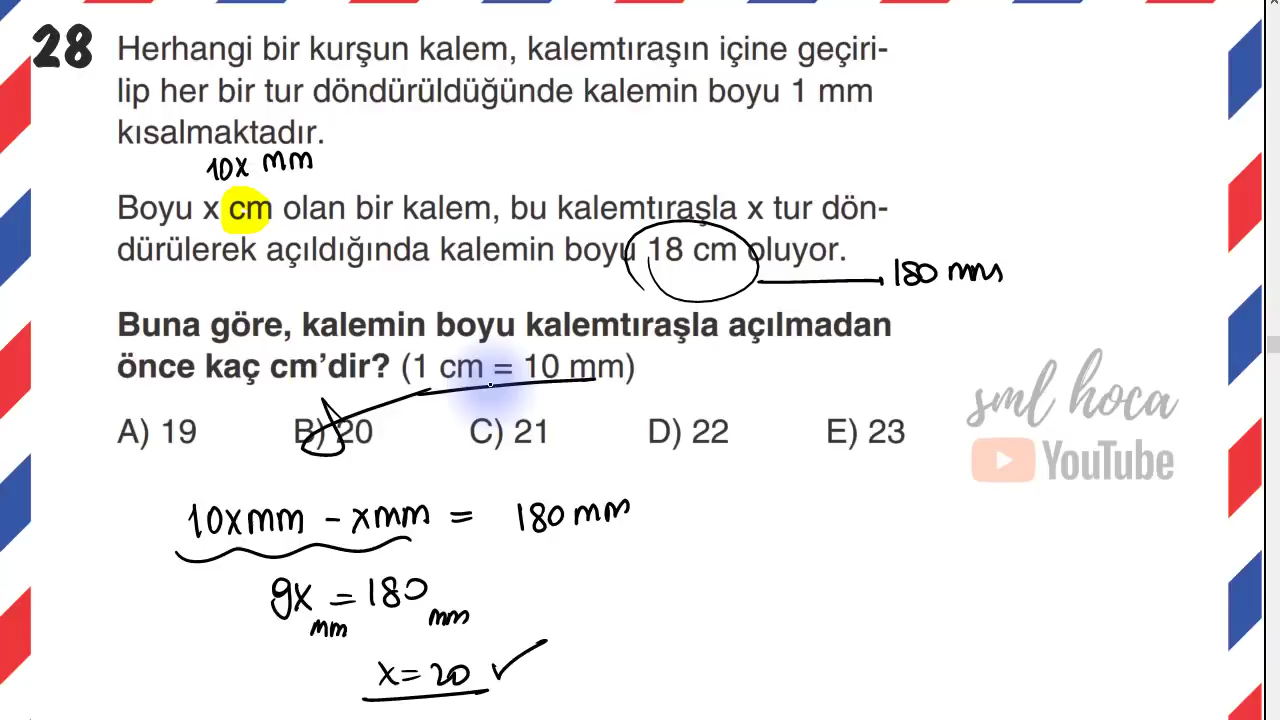 28
Herhangi bir kurşun kalem, kalemtıraşın içine geçiri-
lip her bir tur döndürüldüğünde kalemin boyu 1 mm
kısalmaktadır.
10x mm
Boyu x cm olan bir kalem, bu kalemtıraşla x tur dön-
dürülerek açıldığında kalemin boyu 18 cm oluyor.
180 mm
Buna göre, kalemin boyu kalemtıraşla açılmadan
önce kaç cm’dir? (1 cm = 10 mm)
A) 19 B) 20 C) 21 D) 22 E) 23
sml hoca
YouTube
10x mm - x mm = 180 mm
9x mm = 180 mm
x = 20